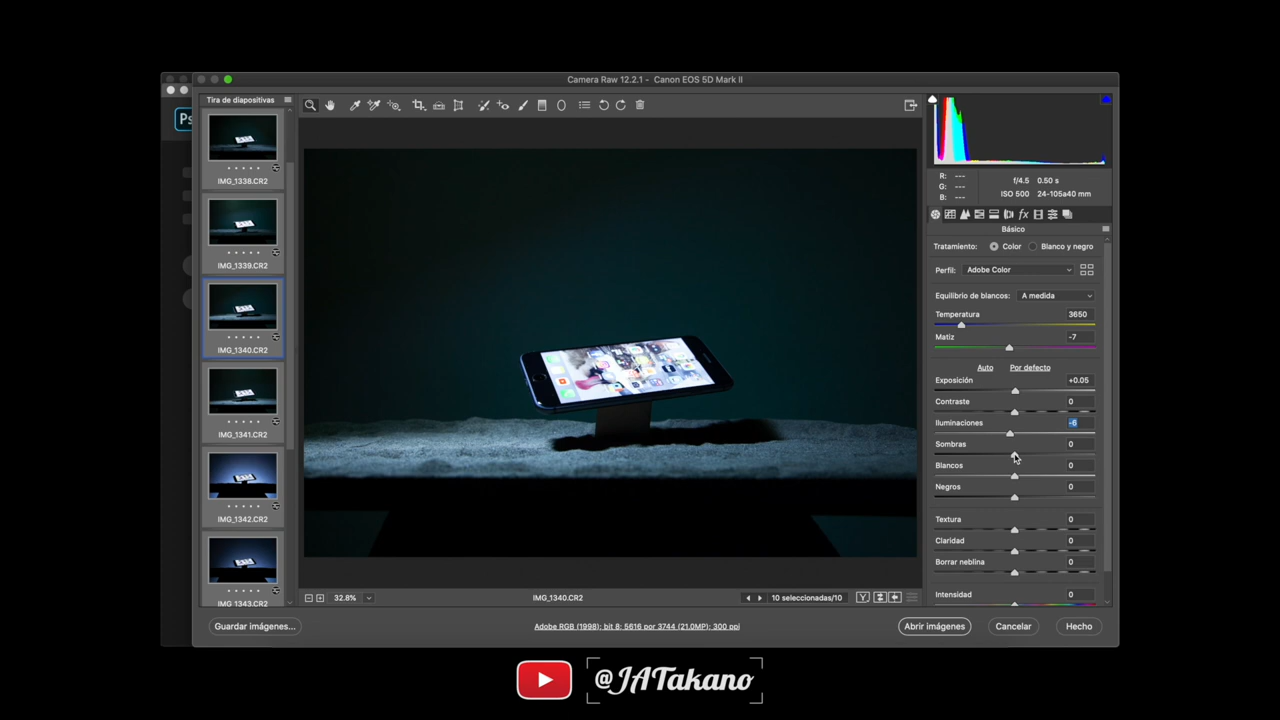 Camera Raw 12.2.1 - Canon EOS 5D Mark II
Tira de diapositivas
Ps
IMG_1338.CR2
IMG_1339.CR2
IMG_1340.CR2
IMG_1341.CR2
IMG_1342.CR2
IMG_1343.CR2
R: ---
G: ---
B: ---
f/4.5 0.50 s
ISO 500 24-105a40 mm
fx
Básico
Tratamiento: Color Blanco y negro
Perfil: Adobe Color
Equilibrio de blancos: A medida
Temperatura 3650
Matiz -7
Auto Por defecto
Exposición +0.05
Contraste 0
Iluminaciones -6
Sombras 0
Blancos 0
Negros 0
Textura 0
Claridad 0
Borrar neblina 0
Intensidad 0
32.8% IMG_1340.CR2 10 seleccionadas/10 Y
Guardar imágenes... Adobe RGB (1998); bit 8; 5616 por 3744 (21.0MP); 300 ppi Abrir imágenes Cancelar Hecho
@JATakano